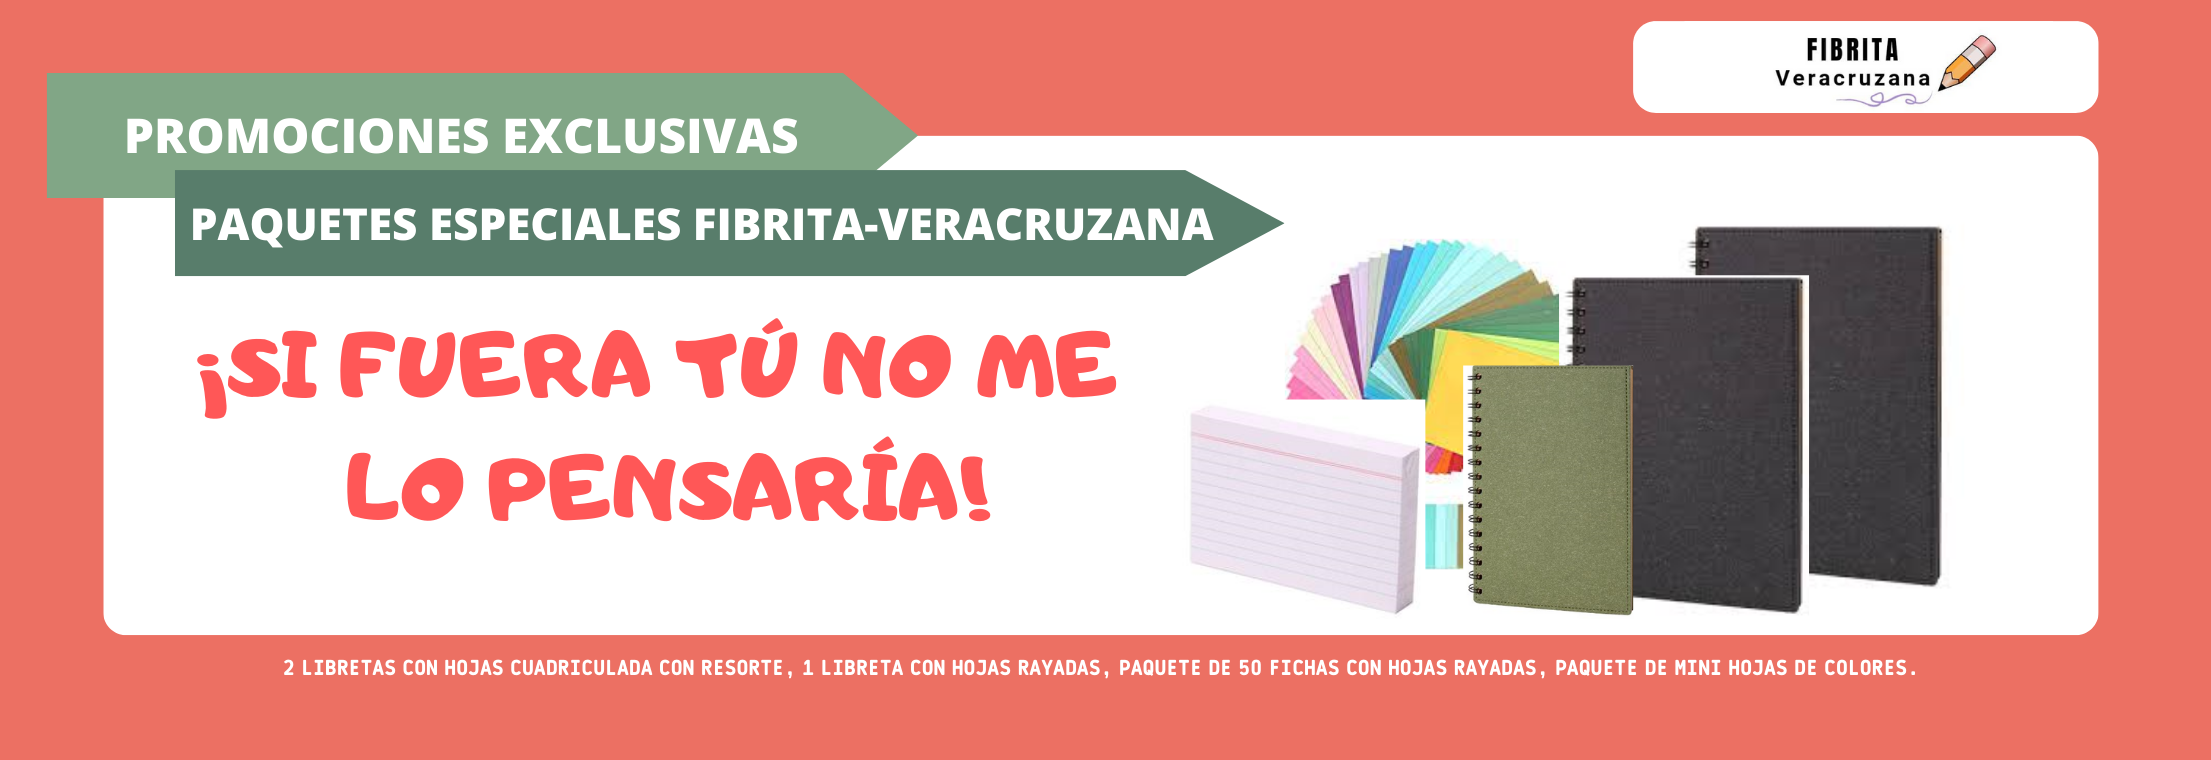 FIBRITA
Veracruzana
PROMOCIONES EXCLUSIVAS
PAQUETES ESPECIALES FIBRITA-VERACRUZANA
¡SI FUERA TÚ NO ME
LO PENSARÍA!
2 LIBRETAS CON HOJAS CUADRICULADA CON RESORTE, 1 LIBRETA CON HOJAS RAYADAS, PAQUETE DE 50 FICHAS CON HOJAS RAYADAS, PAQUETE DE MINI HOJAS DE COLORES.